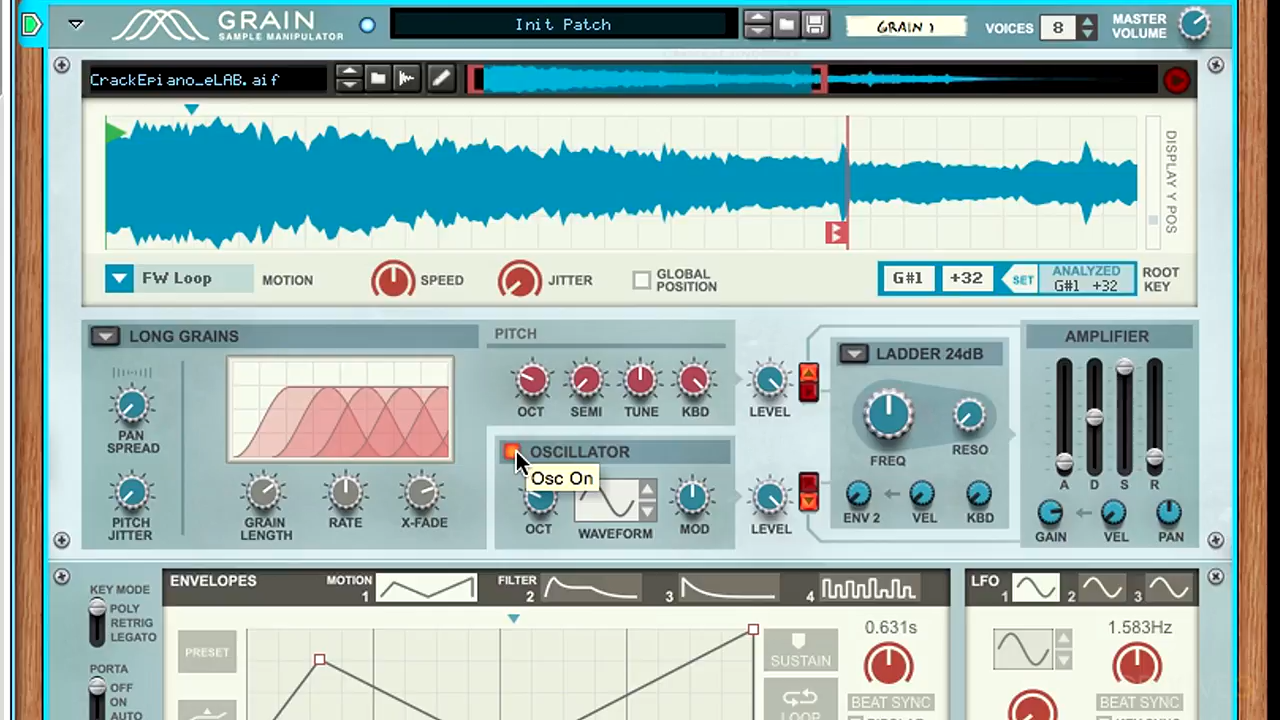 GRAIN
SAMPLE MANIPULATOR
Init Patch
GRAIN 1
VOICES
8
MASTER
VOLUME
CrackEpiano_eLAB.aif
DISPLAY Y POS
FW Loop
MOTION
SPEED
JITTER
GLOBAL
POSITION
G#1
+32
SET
ANALYZED
G#1 +32
ROOT
KEY
LONG GRAINS
PAN
SPREAD
PITCH
JITTER
GRAIN
LENGTH
RATE
X-FADE
PITCH
OCT
SEMI
TUNE
KBD
LEVEL
OSCILLATOR
Osc On
OCT
WAVEFORM
MOD
LEVEL
LADDER 24dB
FREQ
RESO
ENV 2
VEL
KBD
AMPLIFIER
A
D
S
R
GAIN
VEL
PAN
KEY MODE
POLY
RETRIG
LEGATO
PORTA
OFF
ON
AUTO
ENVELOPES
MOTION
1
FILTER
2
3
4
PRESET
SUSTAIN
LOOP
0.631s
BEAT SYNC
LFO
1
2
3
1.583Hz
BEAT SYNC